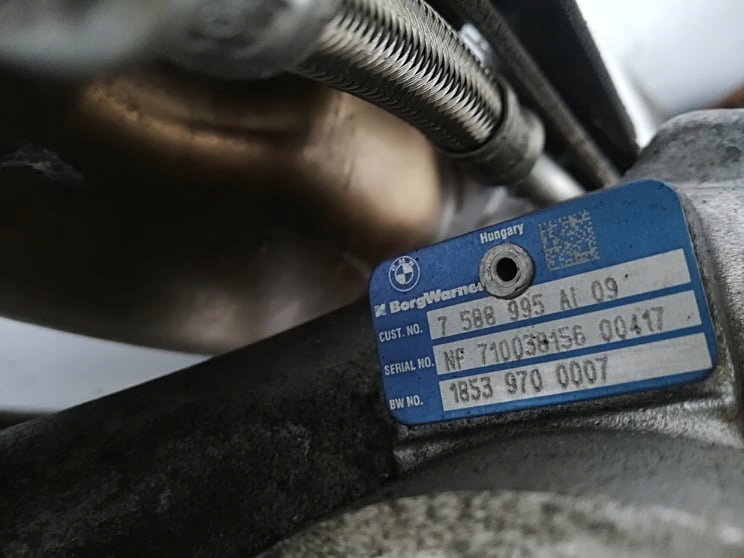 Hungary
BMW
BorgWarner
CUST. NO. 7 588 995 AI 09
SERIAL NO. NF 710038156 00417
BW NO. 1853 970 0007